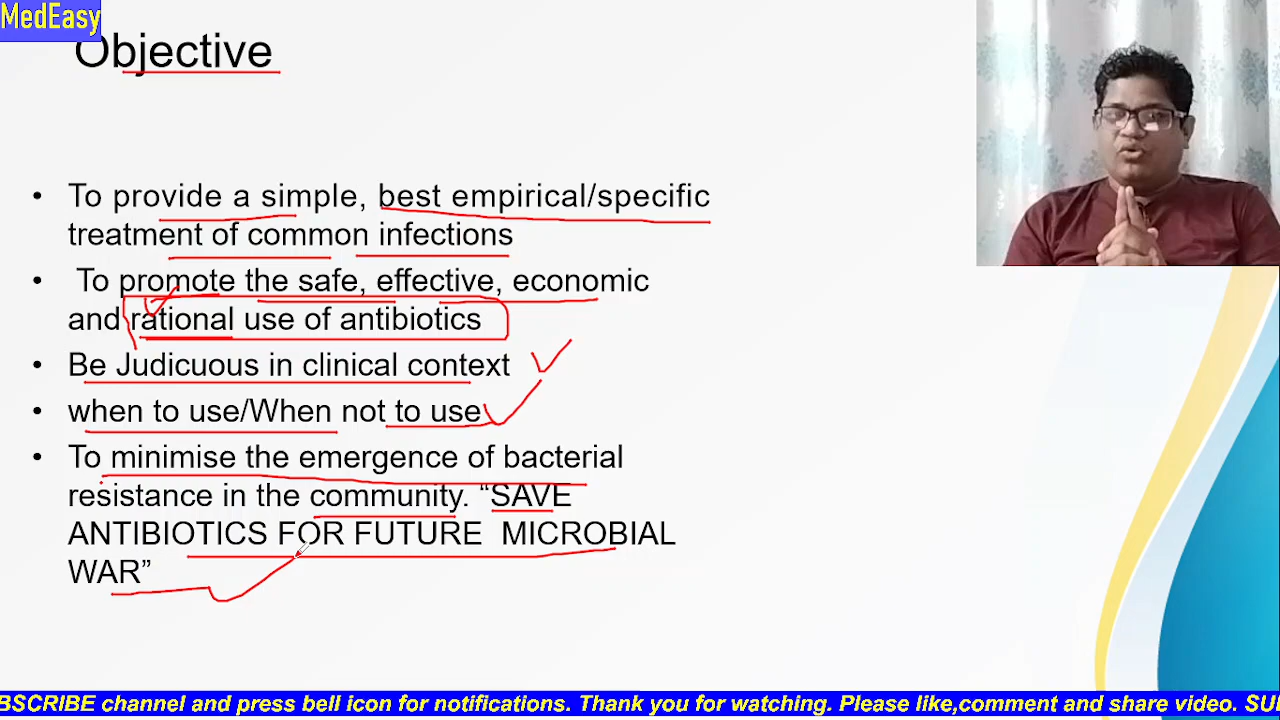 MedEasy
Objective
• To provide a simple, best empirical/specific
treatment of common infections
• To promote the safe, effective, economic
and rational use of antibiotics
• Be Judicuous in clinical context
• when to use/When not to use
• To minimise the emergence of bacterial
resistance in the community. “SAVE
ANTIBIOTICS FOR FUTURE MICROBIAL
WAR”
BSCRIBE channel and press bell icon for notifications. Thank you for watching. Please like,comment and share video. SU